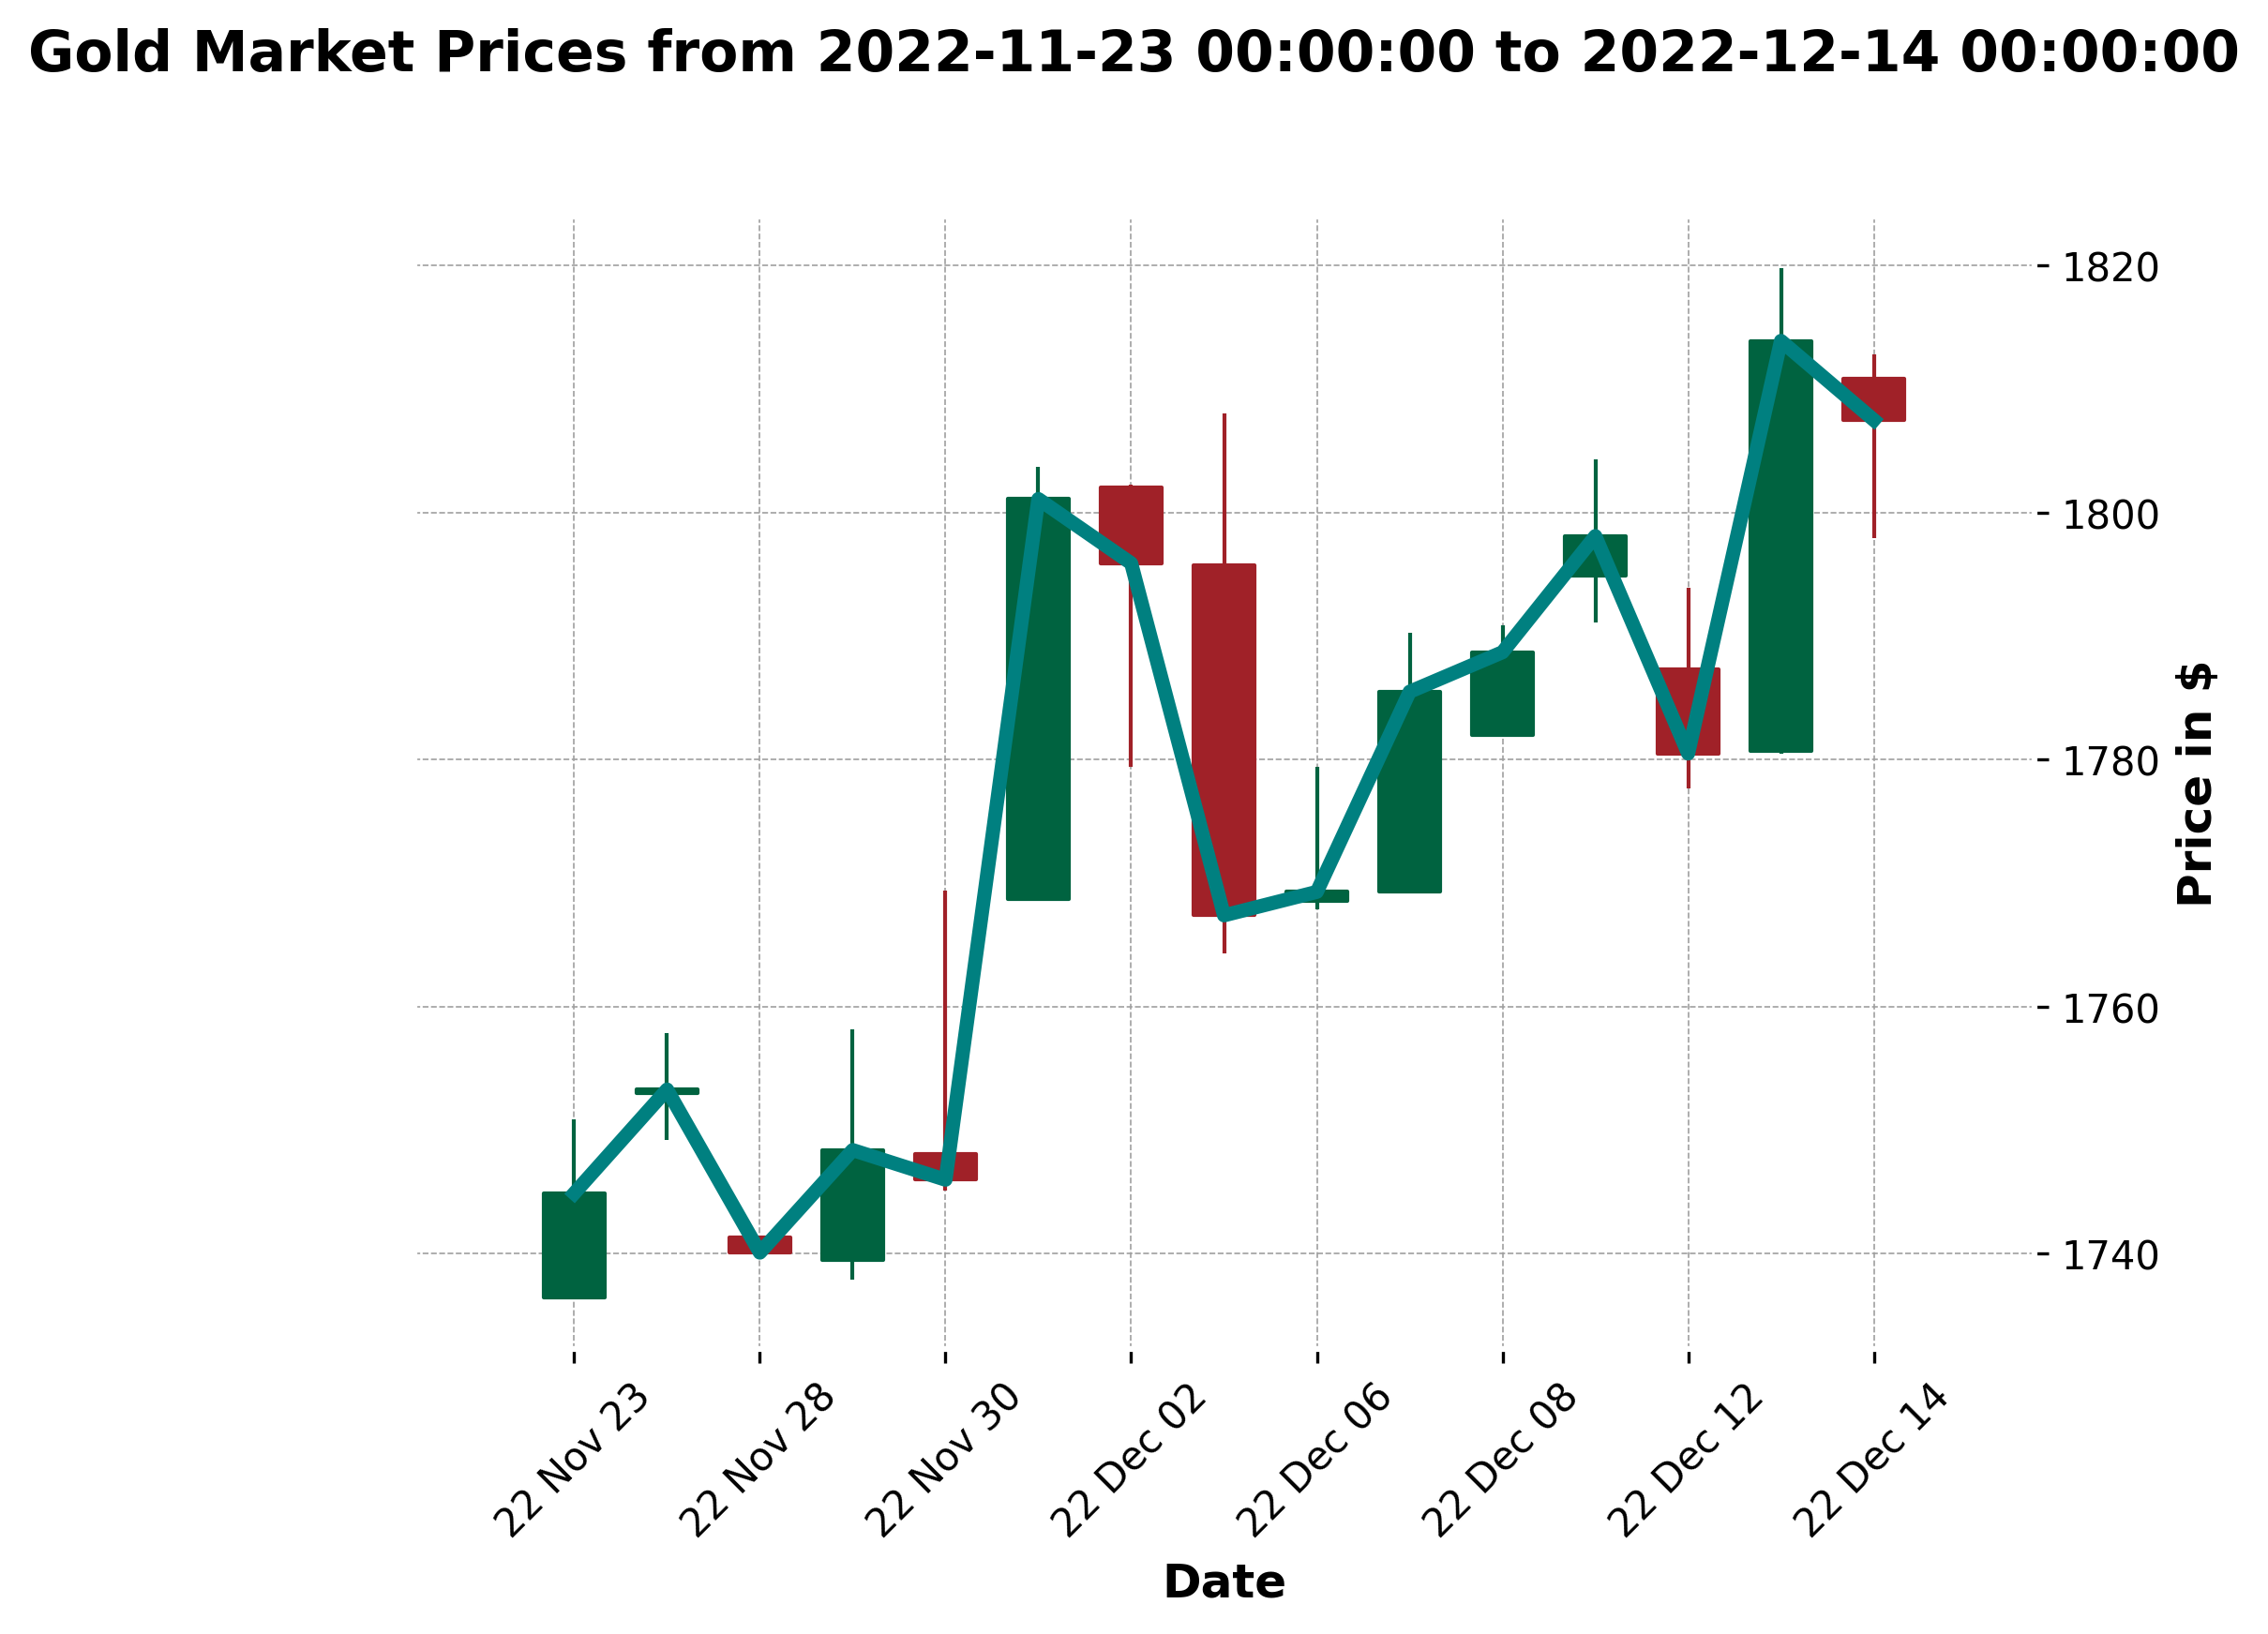 Gold Market Prices from 2022-11-23 00:00:00 to 2022-12-14 00:00:00
1820
1800
1780
1760
1740
Price in $
22 Nov 23
22 Nov 28
22 Nov 30
22 Dec 02
22 Dec 06
22 Dec 08
22 Dec 12
22 Dec 14
Date